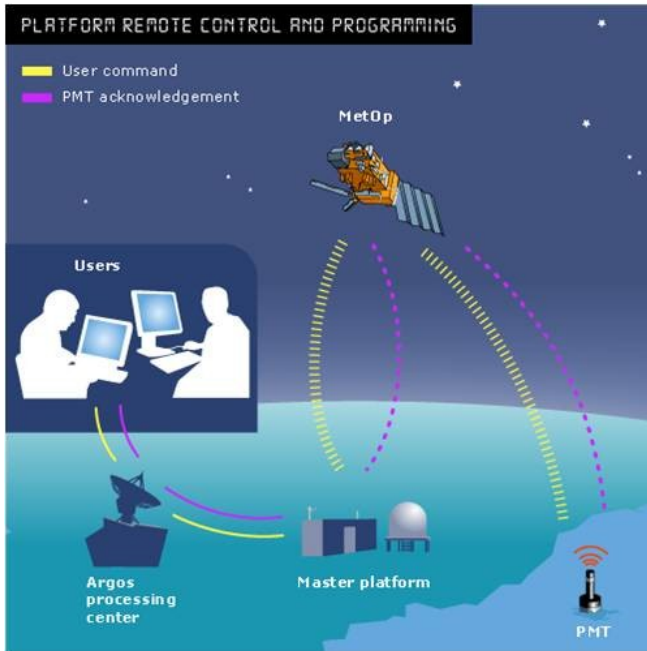 PLATFORM REMOTE CONTROL AND PROGRAMMING
User command
PMT acknowledgement
MetOp
Users
Argos
processing
center
Master platform
PMT